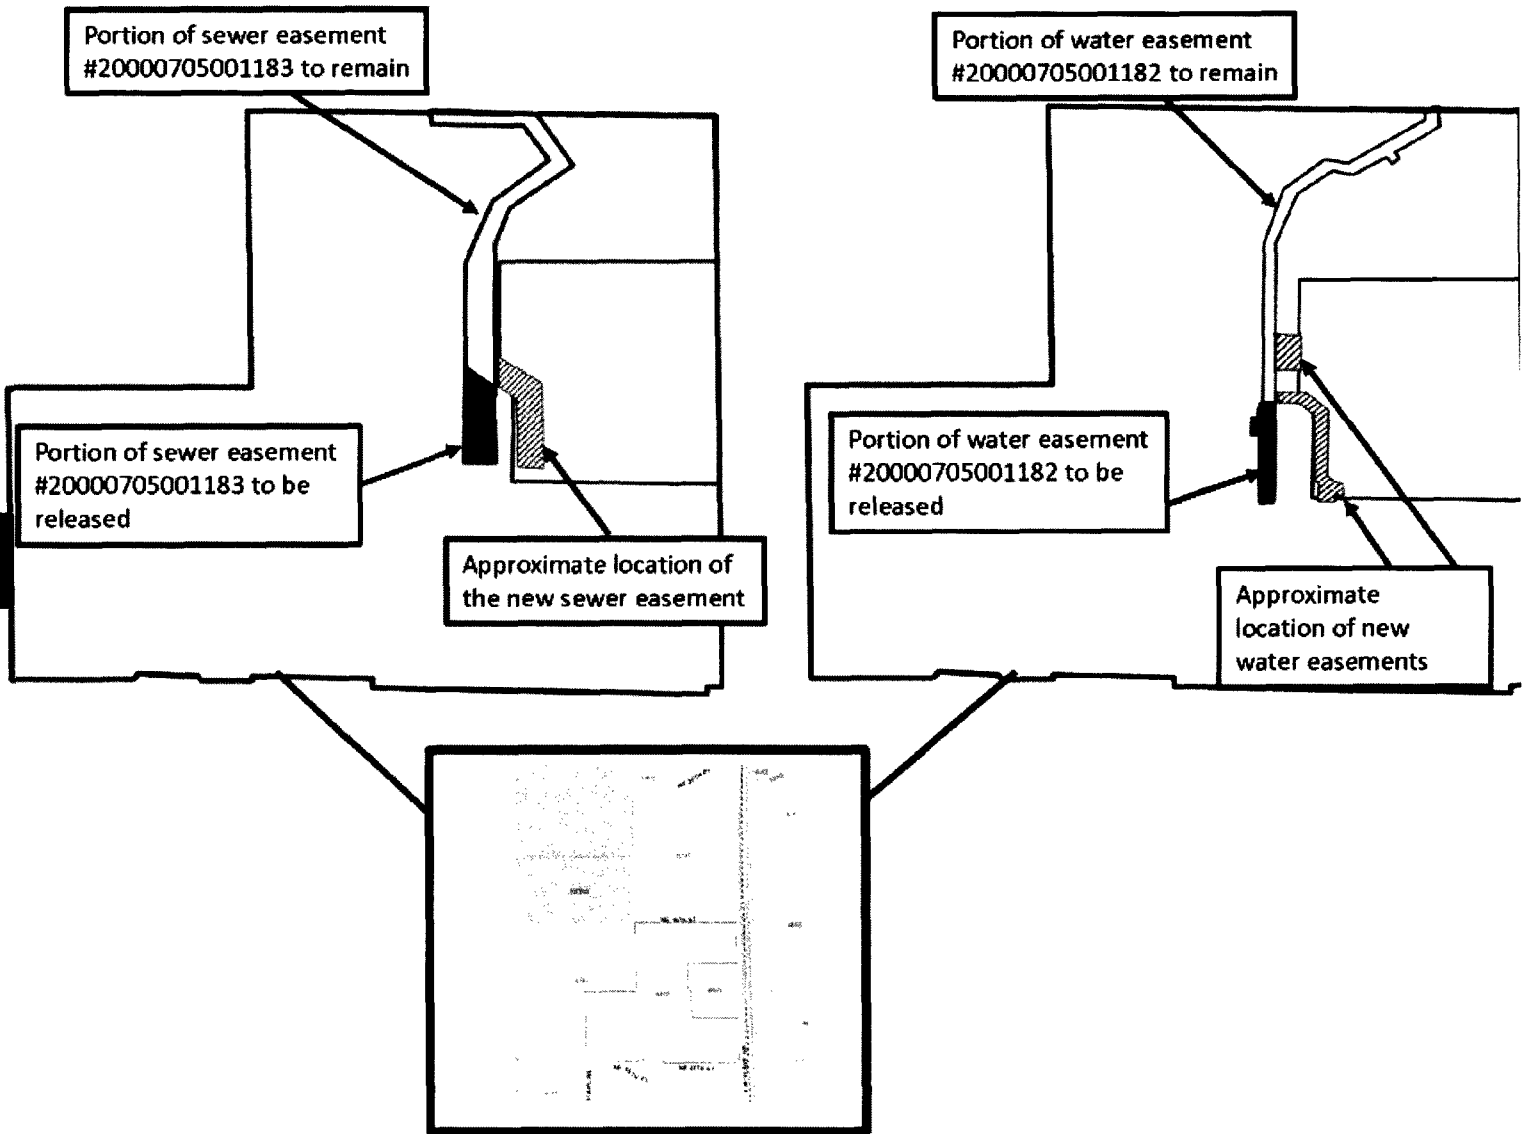 Portion of sewer easement
#20000705001183 to remain
Portion of water easement
#20000705001182 to remain
Portion of sewer easement
#20000705001183 to be
released
Approximate location of
the new sewer easement
Portion of water easement
#20000705001182 to be
released
Approximate
location of new
water easements